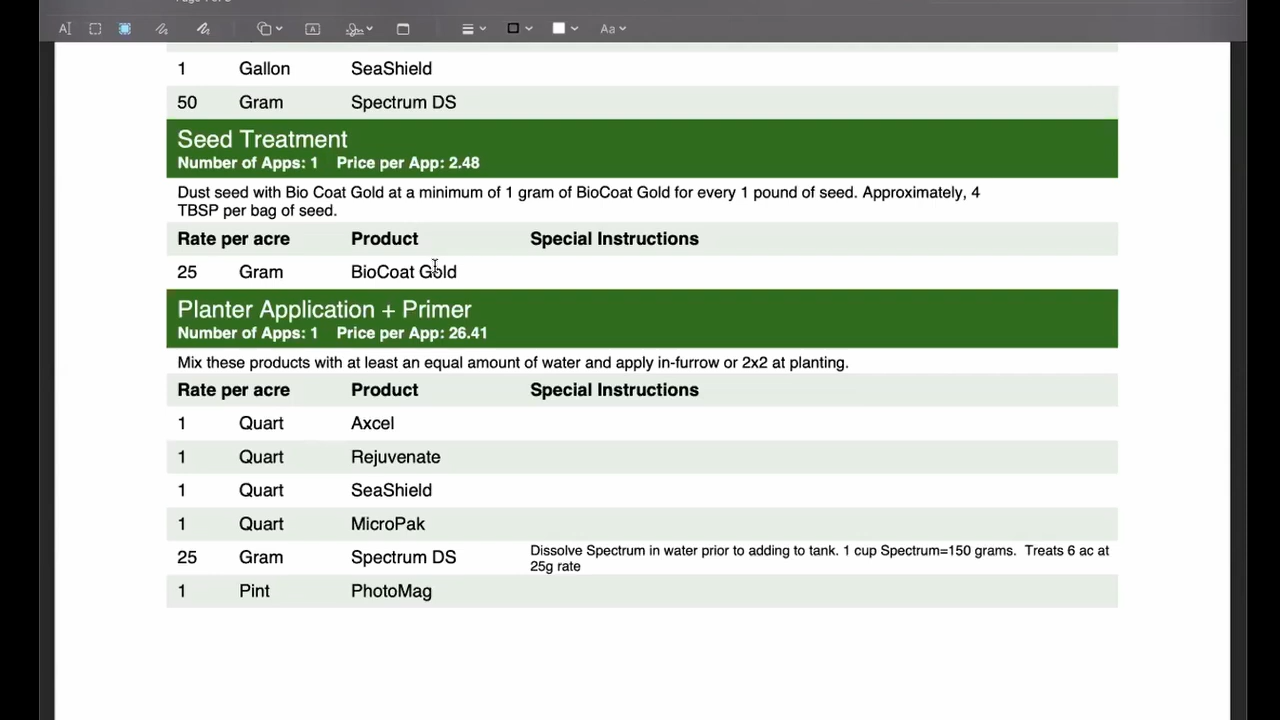 1 Gallon SeaShield
50 Gram Spectrum DS
Seed Treatment
Number of Apps: 1 Price per App: 2.48
Dust seed with Bio Coat Gold at a minimum of 1 gram of BioCoat Gold for every 1 pound of seed. Approximately, 4
TBSP per bag of seed.
Rate per acre Product Special Instructions
25 Gram BioCoat Gold
Planter Application + Primer
Number of Apps: 1 Price per App: 26.41
Mix these products with at least an equal amount of water and apply in-furrow or 2x2 at planting.
Rate per acre Product Special Instructions
1 Quart Axcel
1 Quart Rejuvenate
1 Quart SeaShield
1 Quart MicroPak
25 Gram Spectrum DS Dissolve Spectrum in water prior to adding to tank. 1 cup Spectrum=150 grams. Treats 6 ac at
25g rate
1 Pint PhotoMag